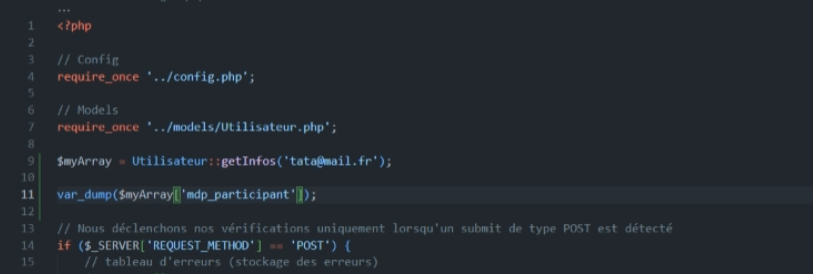 ...
1 <?php
2
3 // Config
4 require_once '../config.php';
5
6 // Models
7 require_once '../models/Utilisateur.php';
8
9 $myArray = Utilisateur::getInfos('tata@mail.fr');
10
11 var_dump($myArray['mdp_participant']);
12
13 // Nous déclenchons nos vérifications uniquement lorsqu'un submit de type POST est détecté
14 if ($_SERVER['REQUEST_METHOD'] == 'POST') {
15 // tableau d'erreurs (stockage des erreurs)